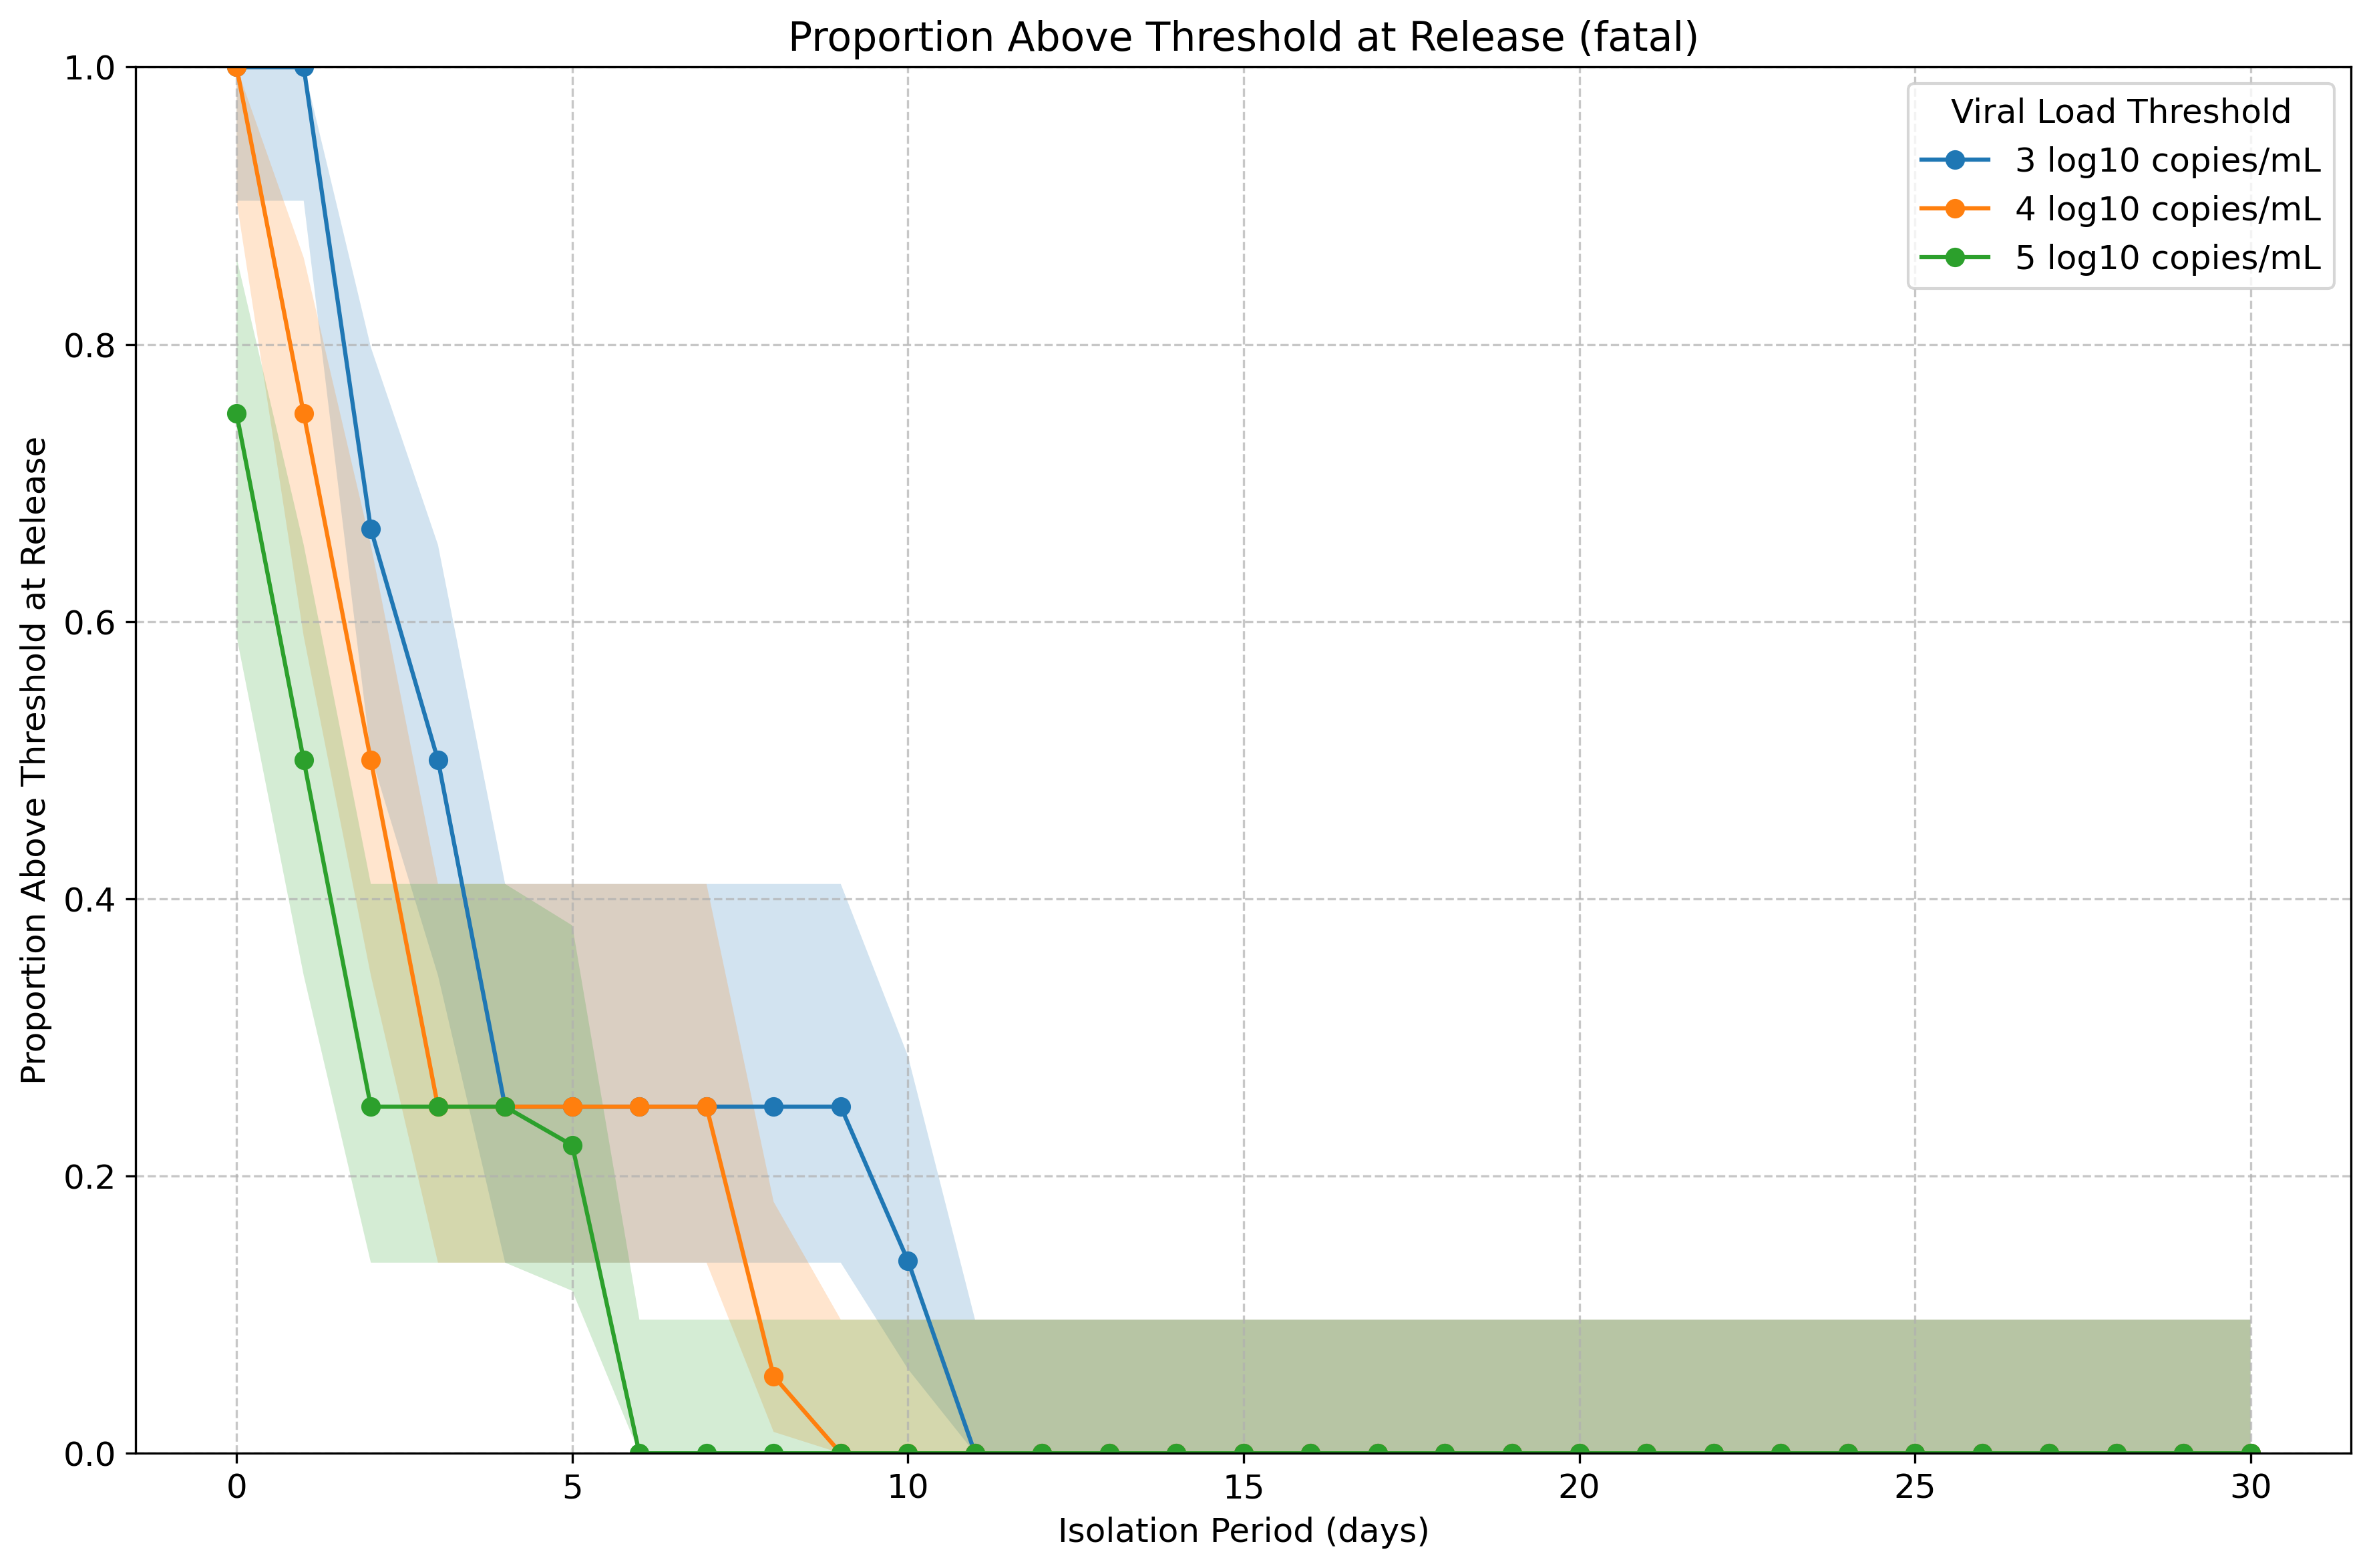 Proportion Above Threshold at Release (fatal)
1.0
0.8
0.6
0.4
0.2
0.0
Proportion Above Threshold at Release
Viral Load Threshold
3 log10 copies/mL
4 log10 copies/mL
5 log10 copies/mL
0 5 10 15 20 25 30
Isolation Period (days)